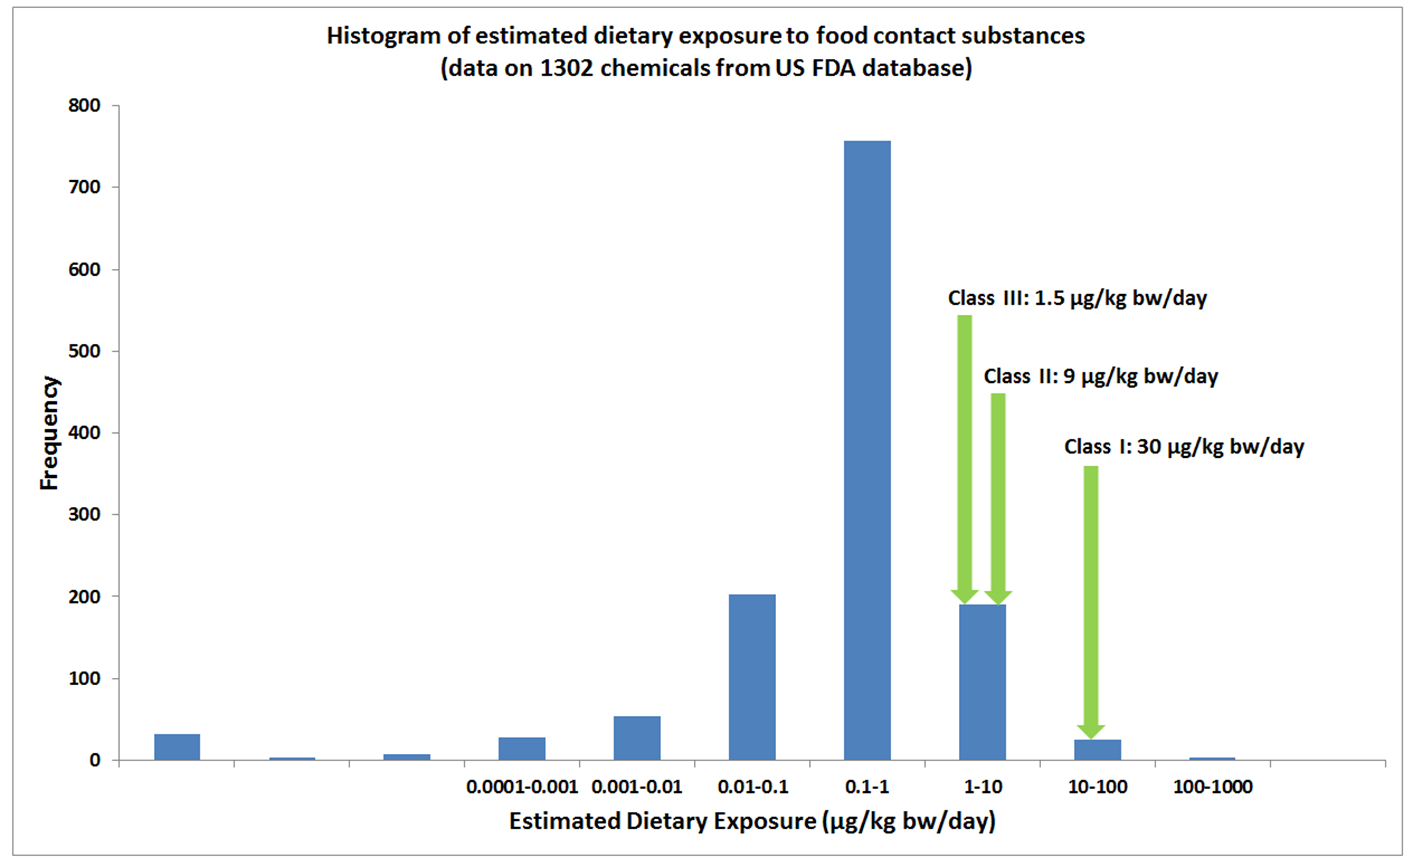 Histogram of estimated dietary exposure to food contact substances
(data on 1302 chemicals from US FDA database)
800
700
600
500
400
300
200
100
0
Frequency
Class III: 1.5 µg/kg bw/day
Class II: 9 µg/kg bw/day
Class I: 30 µg/kg bw/day
0.0001-0.001 0.001-0.01 0.01-0.1 0.1-1 1-10 10-100 100-1000
Estimated Dietary Exposure (µg/kg bw/day)